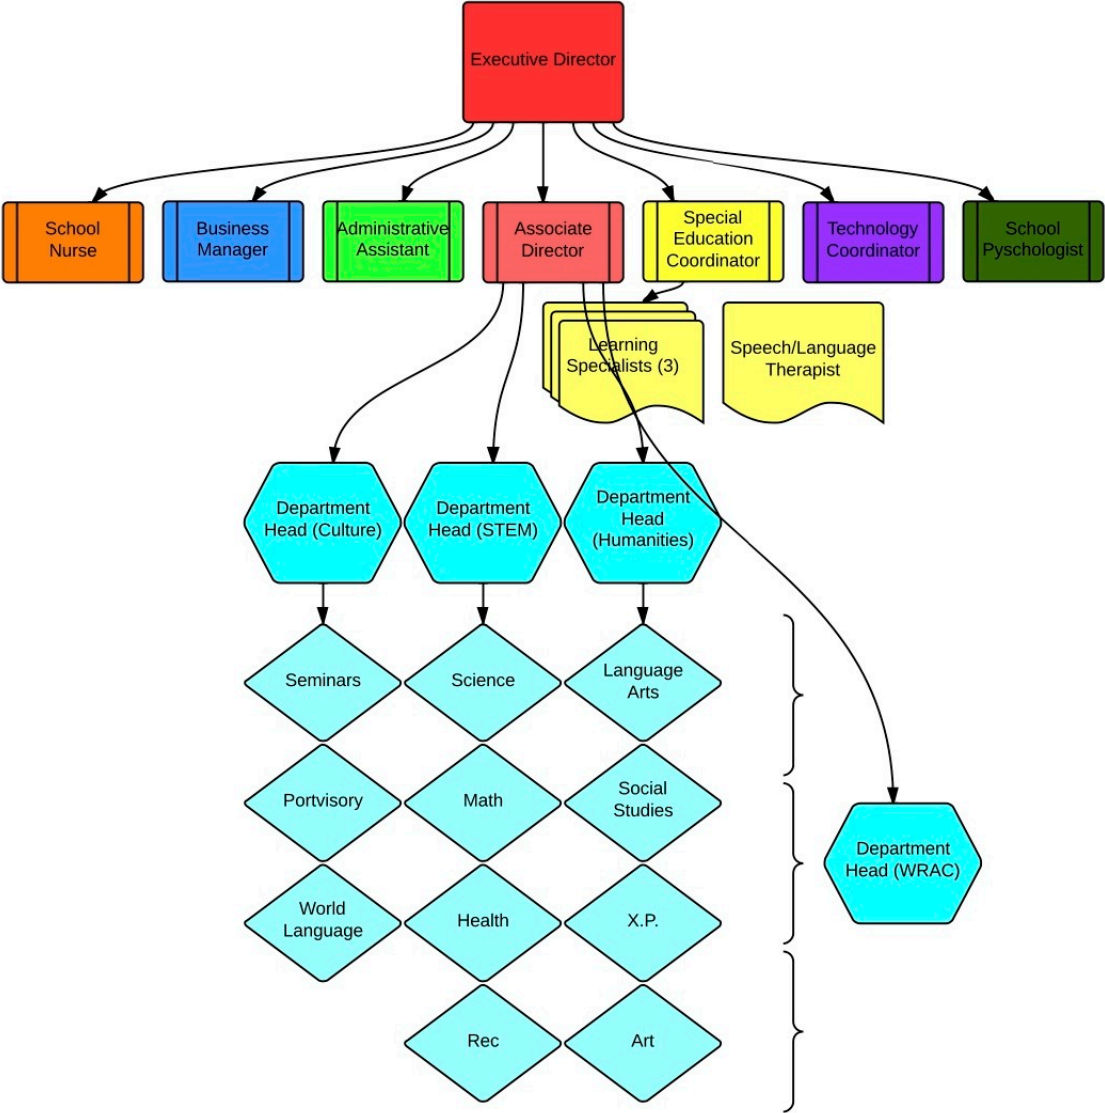 Executive Director
School
Nurse
Business
Manager
Administrative
Assistant
Associate
Director
Special
Education
Coordinator
Technology
Coordinator
School
Pyschologist
Learning
Specialists (3)
Speech/Language
Therapist
Department
Head (Culture)
Department
Head (STEM)
Department
Head
(Humanities)
Seminars
Science
Language
Arts
Portvisory
Math
Social
Studies
Department
Head (WRAC)
World
Language
Health
X.P.
Rec
Art